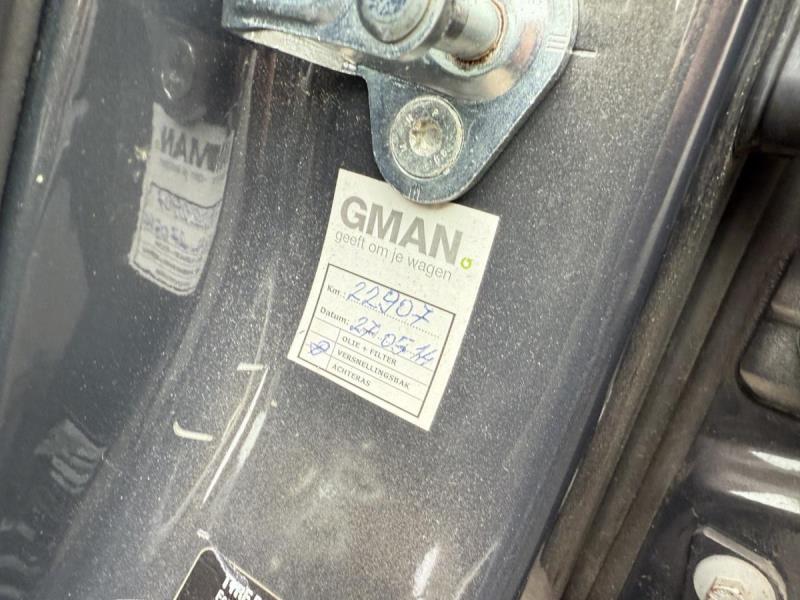 GMAN
geeft om je wagen
Km.: 22907
Datum: 27.05.14
OLIE + FILTER
VERSNELLINGSBAK
ACHTERAS